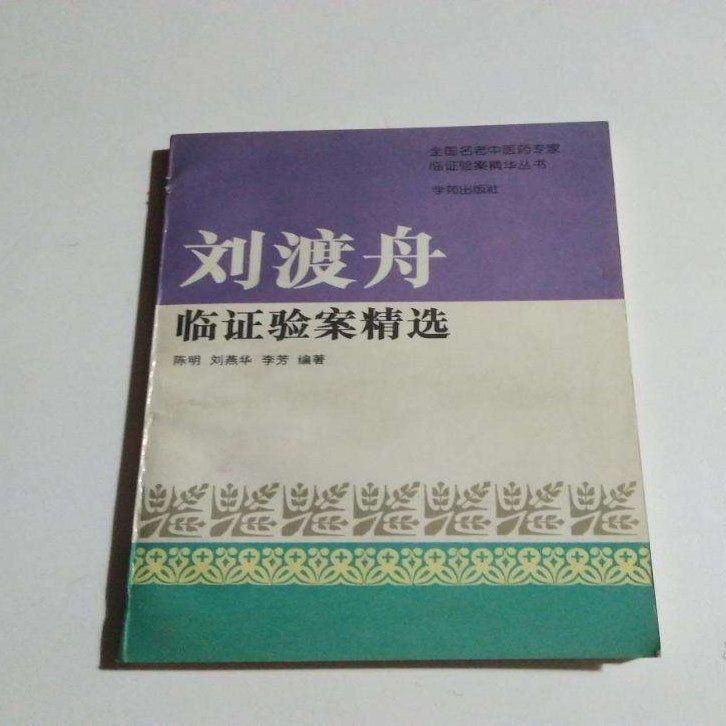 全国名老中医药专家
临证验案精华丛书
学苑出版社
刘渡舟
临证验案精选
陈明 刘燕华 李芳 编著